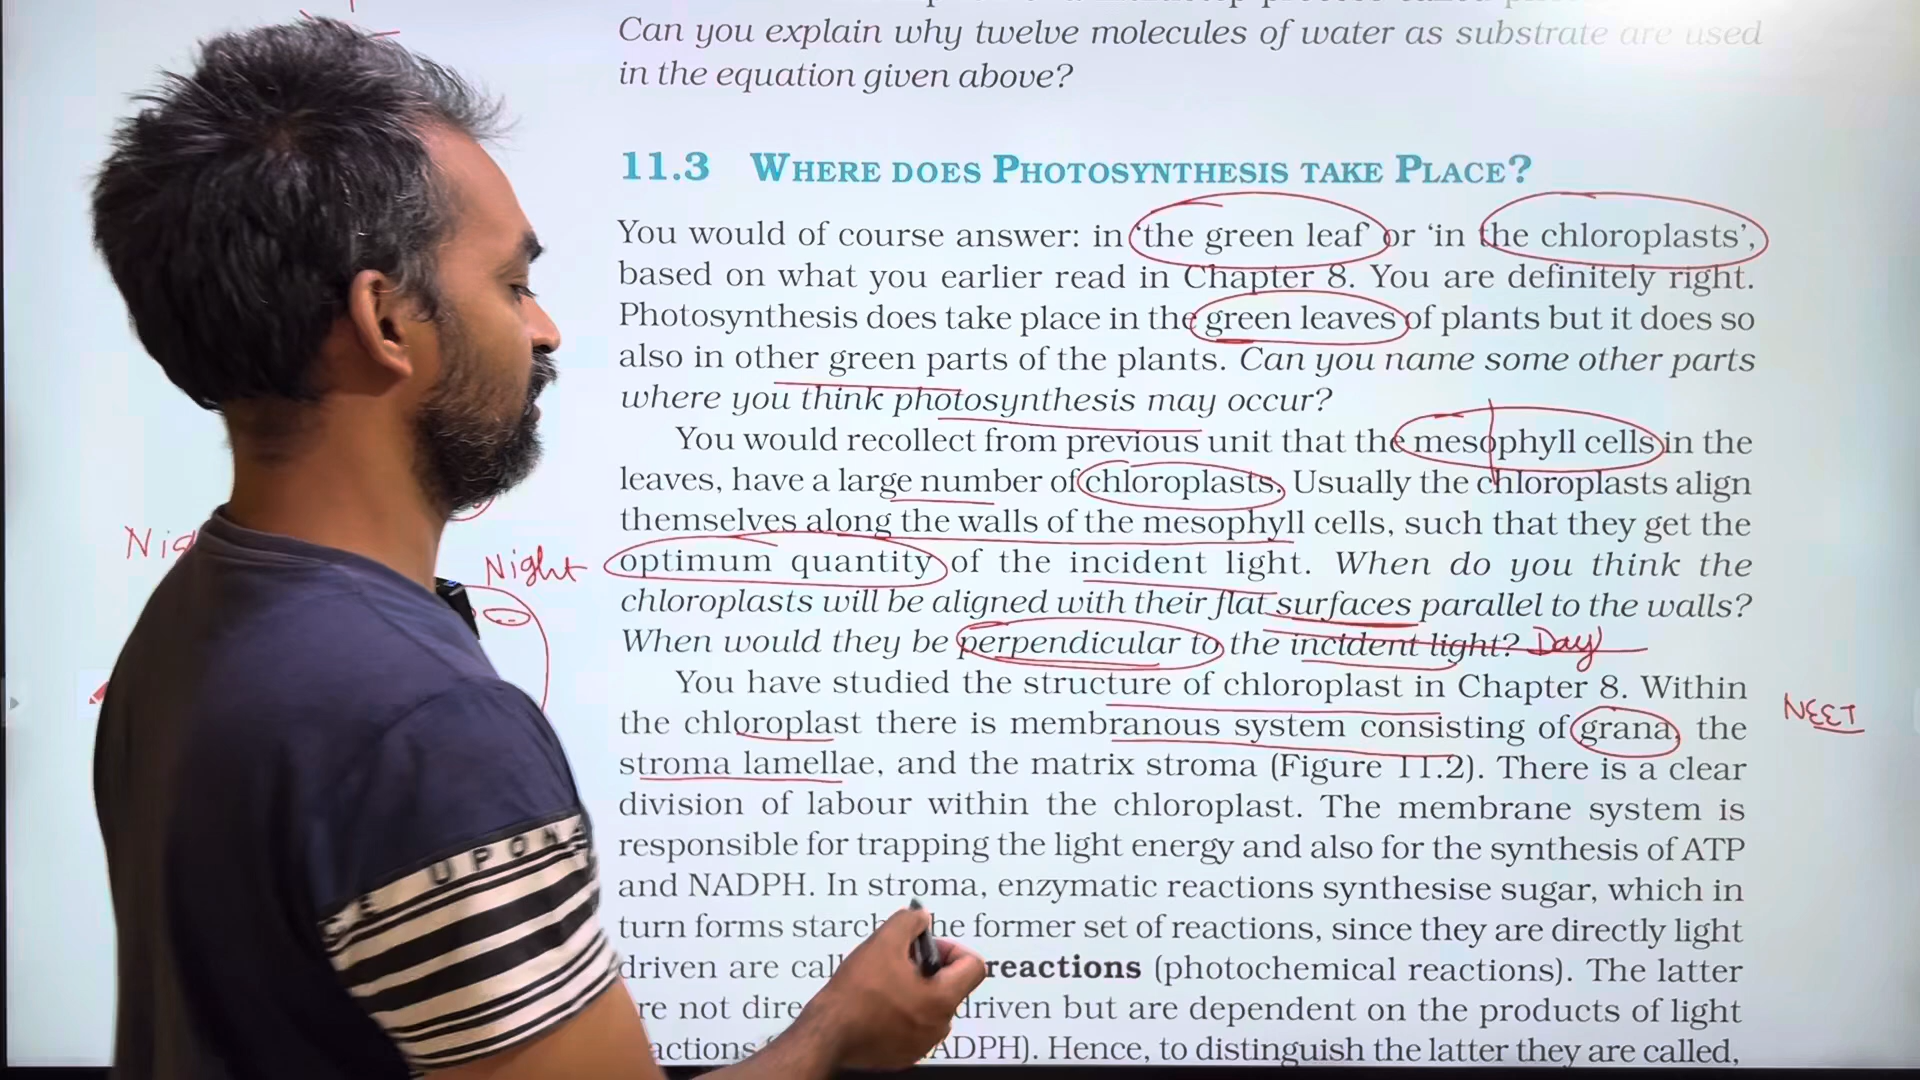 Can you explain why twelve molecules of water as substrate are used
in the equation given above?
11.3 WHERE DOES PHOTOSYNTHESIS TAKE PLACE?
You would of course answer: in ‘the green leaf’ or ‘in the chloroplasts’,
based on what you earlier read in Chapter 8. You are definitely right.
Photosynthesis does take place in the green leaves of plants but it does so
also in other green parts of the plants. Can you name some other parts
where you think photosynthesis may occur?
You would recollect from previous unit that the mesophyll cells in the
leaves, have a large number of chloroplasts. Usually the chloroplasts align
themselves along the walls of the mesophyll cells, such that they get the
Night
optimum quantity of the incident light. When do you think the
chloroplasts will be aligned with their flat surfaces parallel to the walls?
When would they be perpendicular to the incident light? Day
You have studied the structure of chloroplast in Chapter 8. Within
the chloroplast there is membranous system consisting of grana, the
NEET
stroma lamellae, and the matrix stroma (Figure 11.2). There is a clear
division of labour within the chloroplast. The membrane system is
responsible for trapping the light energy and also for the synthesis of ATP
and NADPH. In stroma, enzymatic reactions synthesise sugar, which in
turn forms starch he former set of reactions, since they are directly light
driven are cal reactions (photochemical reactions). The latter
re not dire driven but are dependent on the products of light
actions ADPH). Hence, to distinguish the latter they are called,
UPON